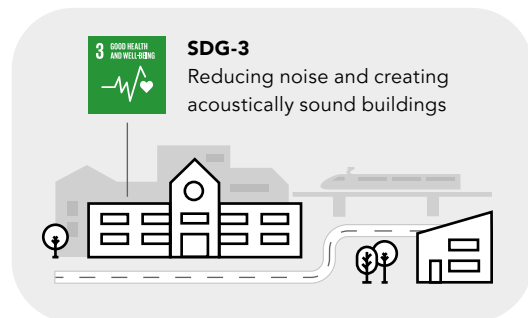 3 GOOD HEALTH
AND WELL-BEING
SDG-3
Reducing noise and creating
acoustically sound buildings